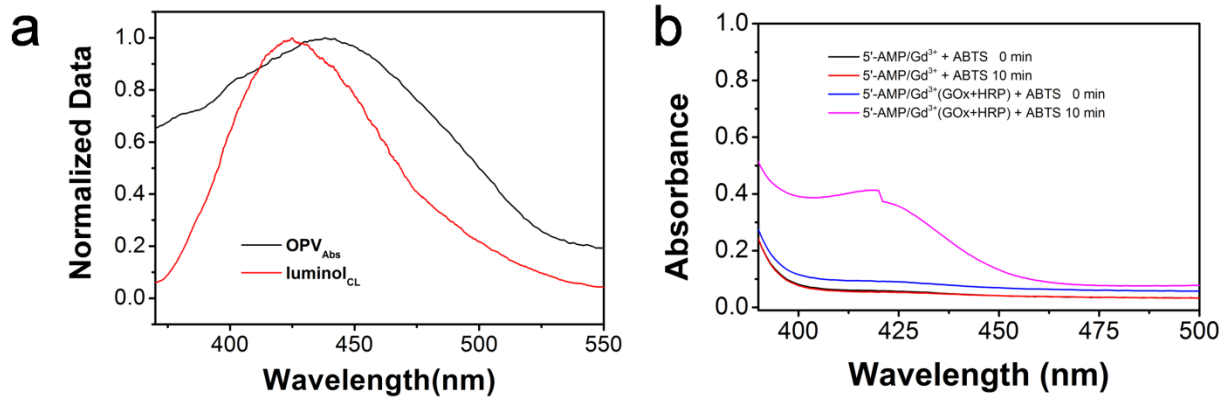 a
Normalized Data
1.0
0.8
0.6
0.4
0.2
0.0
OPVAbs
luminolCL
400
450
500
550
Wavelength(nm)
b
Absorbance
1.0
0.8
0.6
0.4
0.2
0.0
5'-AMP/Gd³⁺ + ABTS 0 min
5'-AMP/Gd³⁺ + ABTS 10 min
5'-AMP/Gd³⁺(GOx+HRP) + ABTS 0 min
5'-AMP/Gd³⁺(GOx+HRP) + ABTS 10 min
400
425
450
475
500
Wavelength (nm)